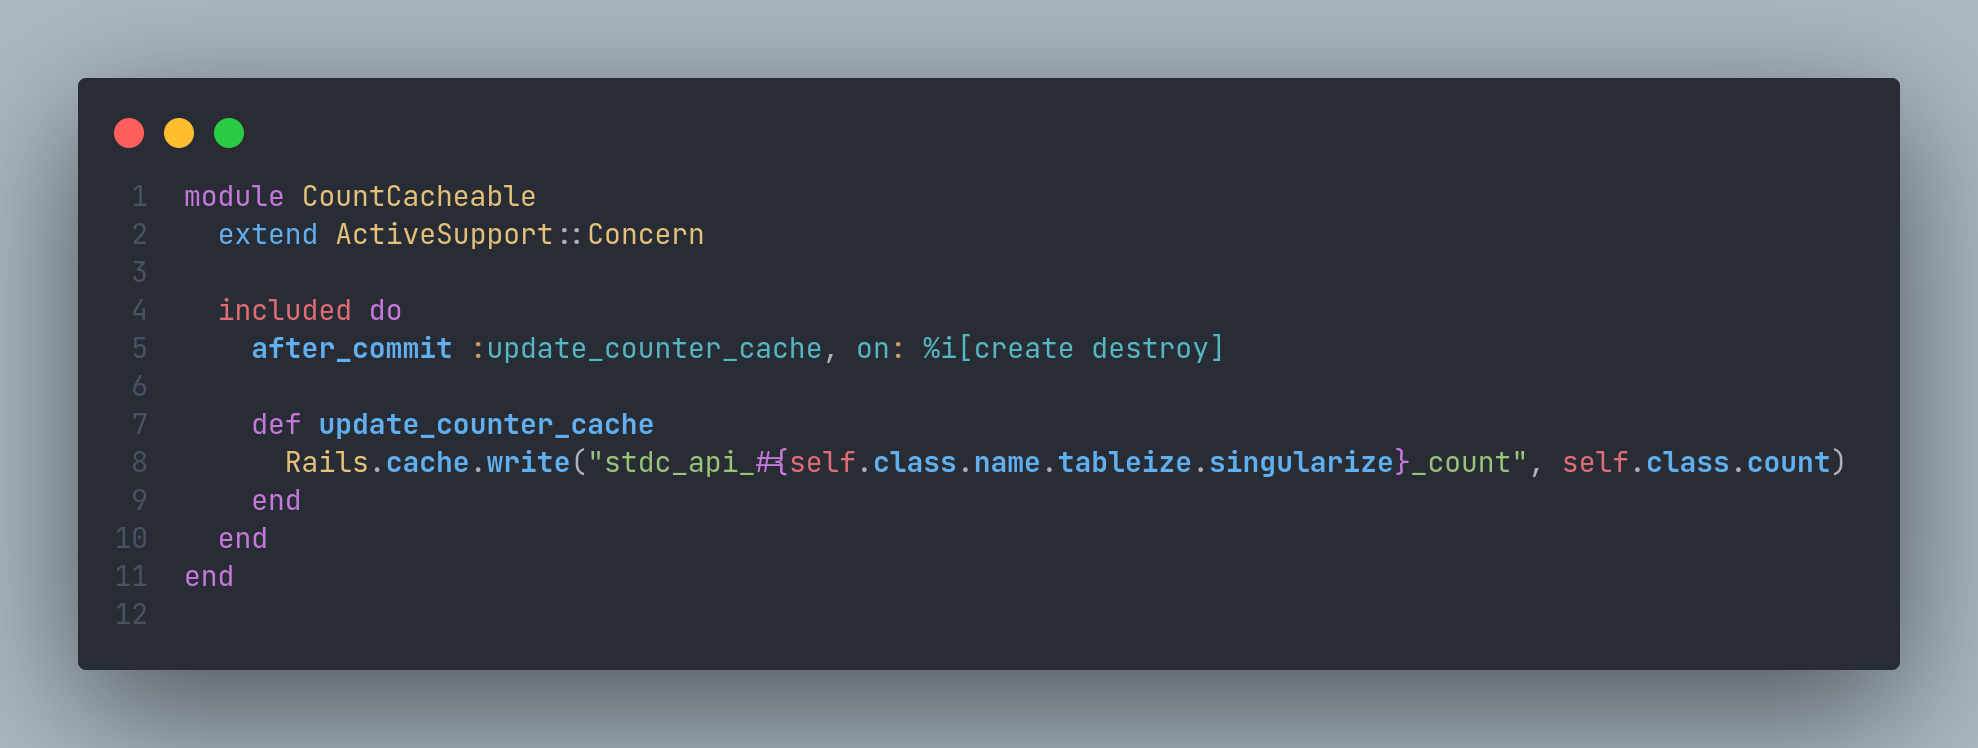 1 module CountCacheable
2   extend ActiveSupport::Concern
3
4   included do
5     after_commit :update_counter_cache, on: %i[create destroy]
6
7     def update_counter_cache
8       Rails.cache.write("stdc_api_#{self.class.name.tableize.singularize}_count", self.class.count)
9     end
10   end
11 end
12